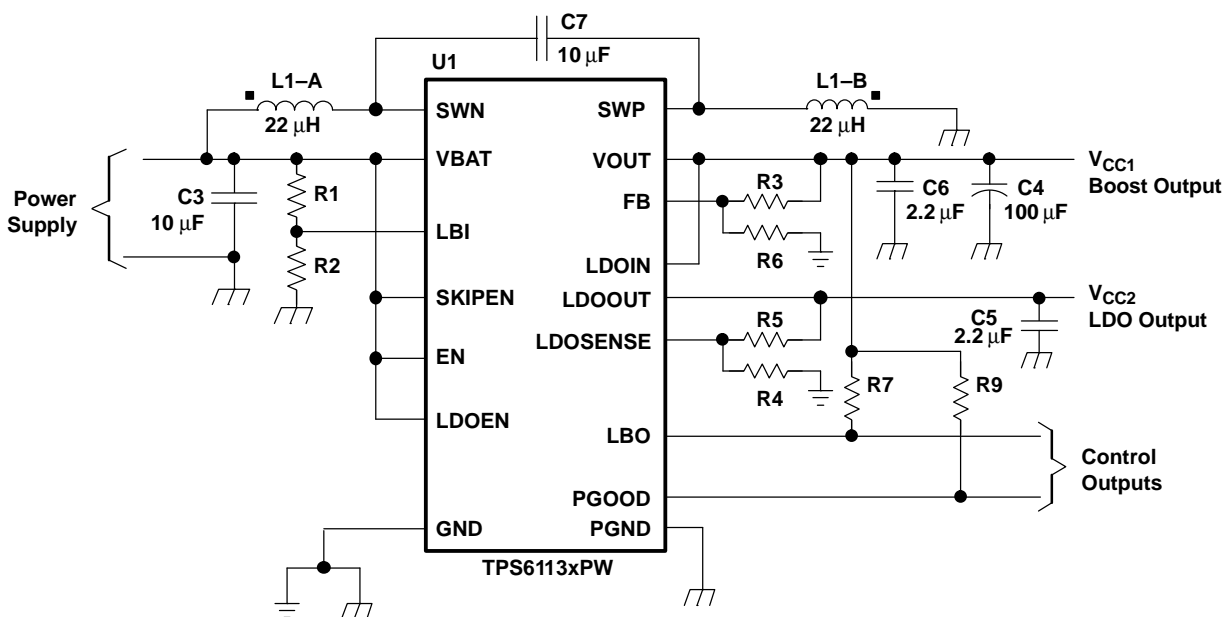 C7
10 µF
U1
L1–A
22 µH
SWN
SWP
L1–B
22 µH
VBAT
VOUT
VCC1
Boost Output
Power
Supply
C3
10 µF
R1
FB
R3
C6
2.2 µF
C4
100 µF
LBI
R6
R2
LDOIN
SKIPEN
LDOOUT
VCC2
LDO Output
R5
C5
2.2 µF
LDOSENSE
EN
R4
R7
R9
LDOEN
LBO
Control
Outputs
PGOOD
GND
PGND
TPS6113xPW